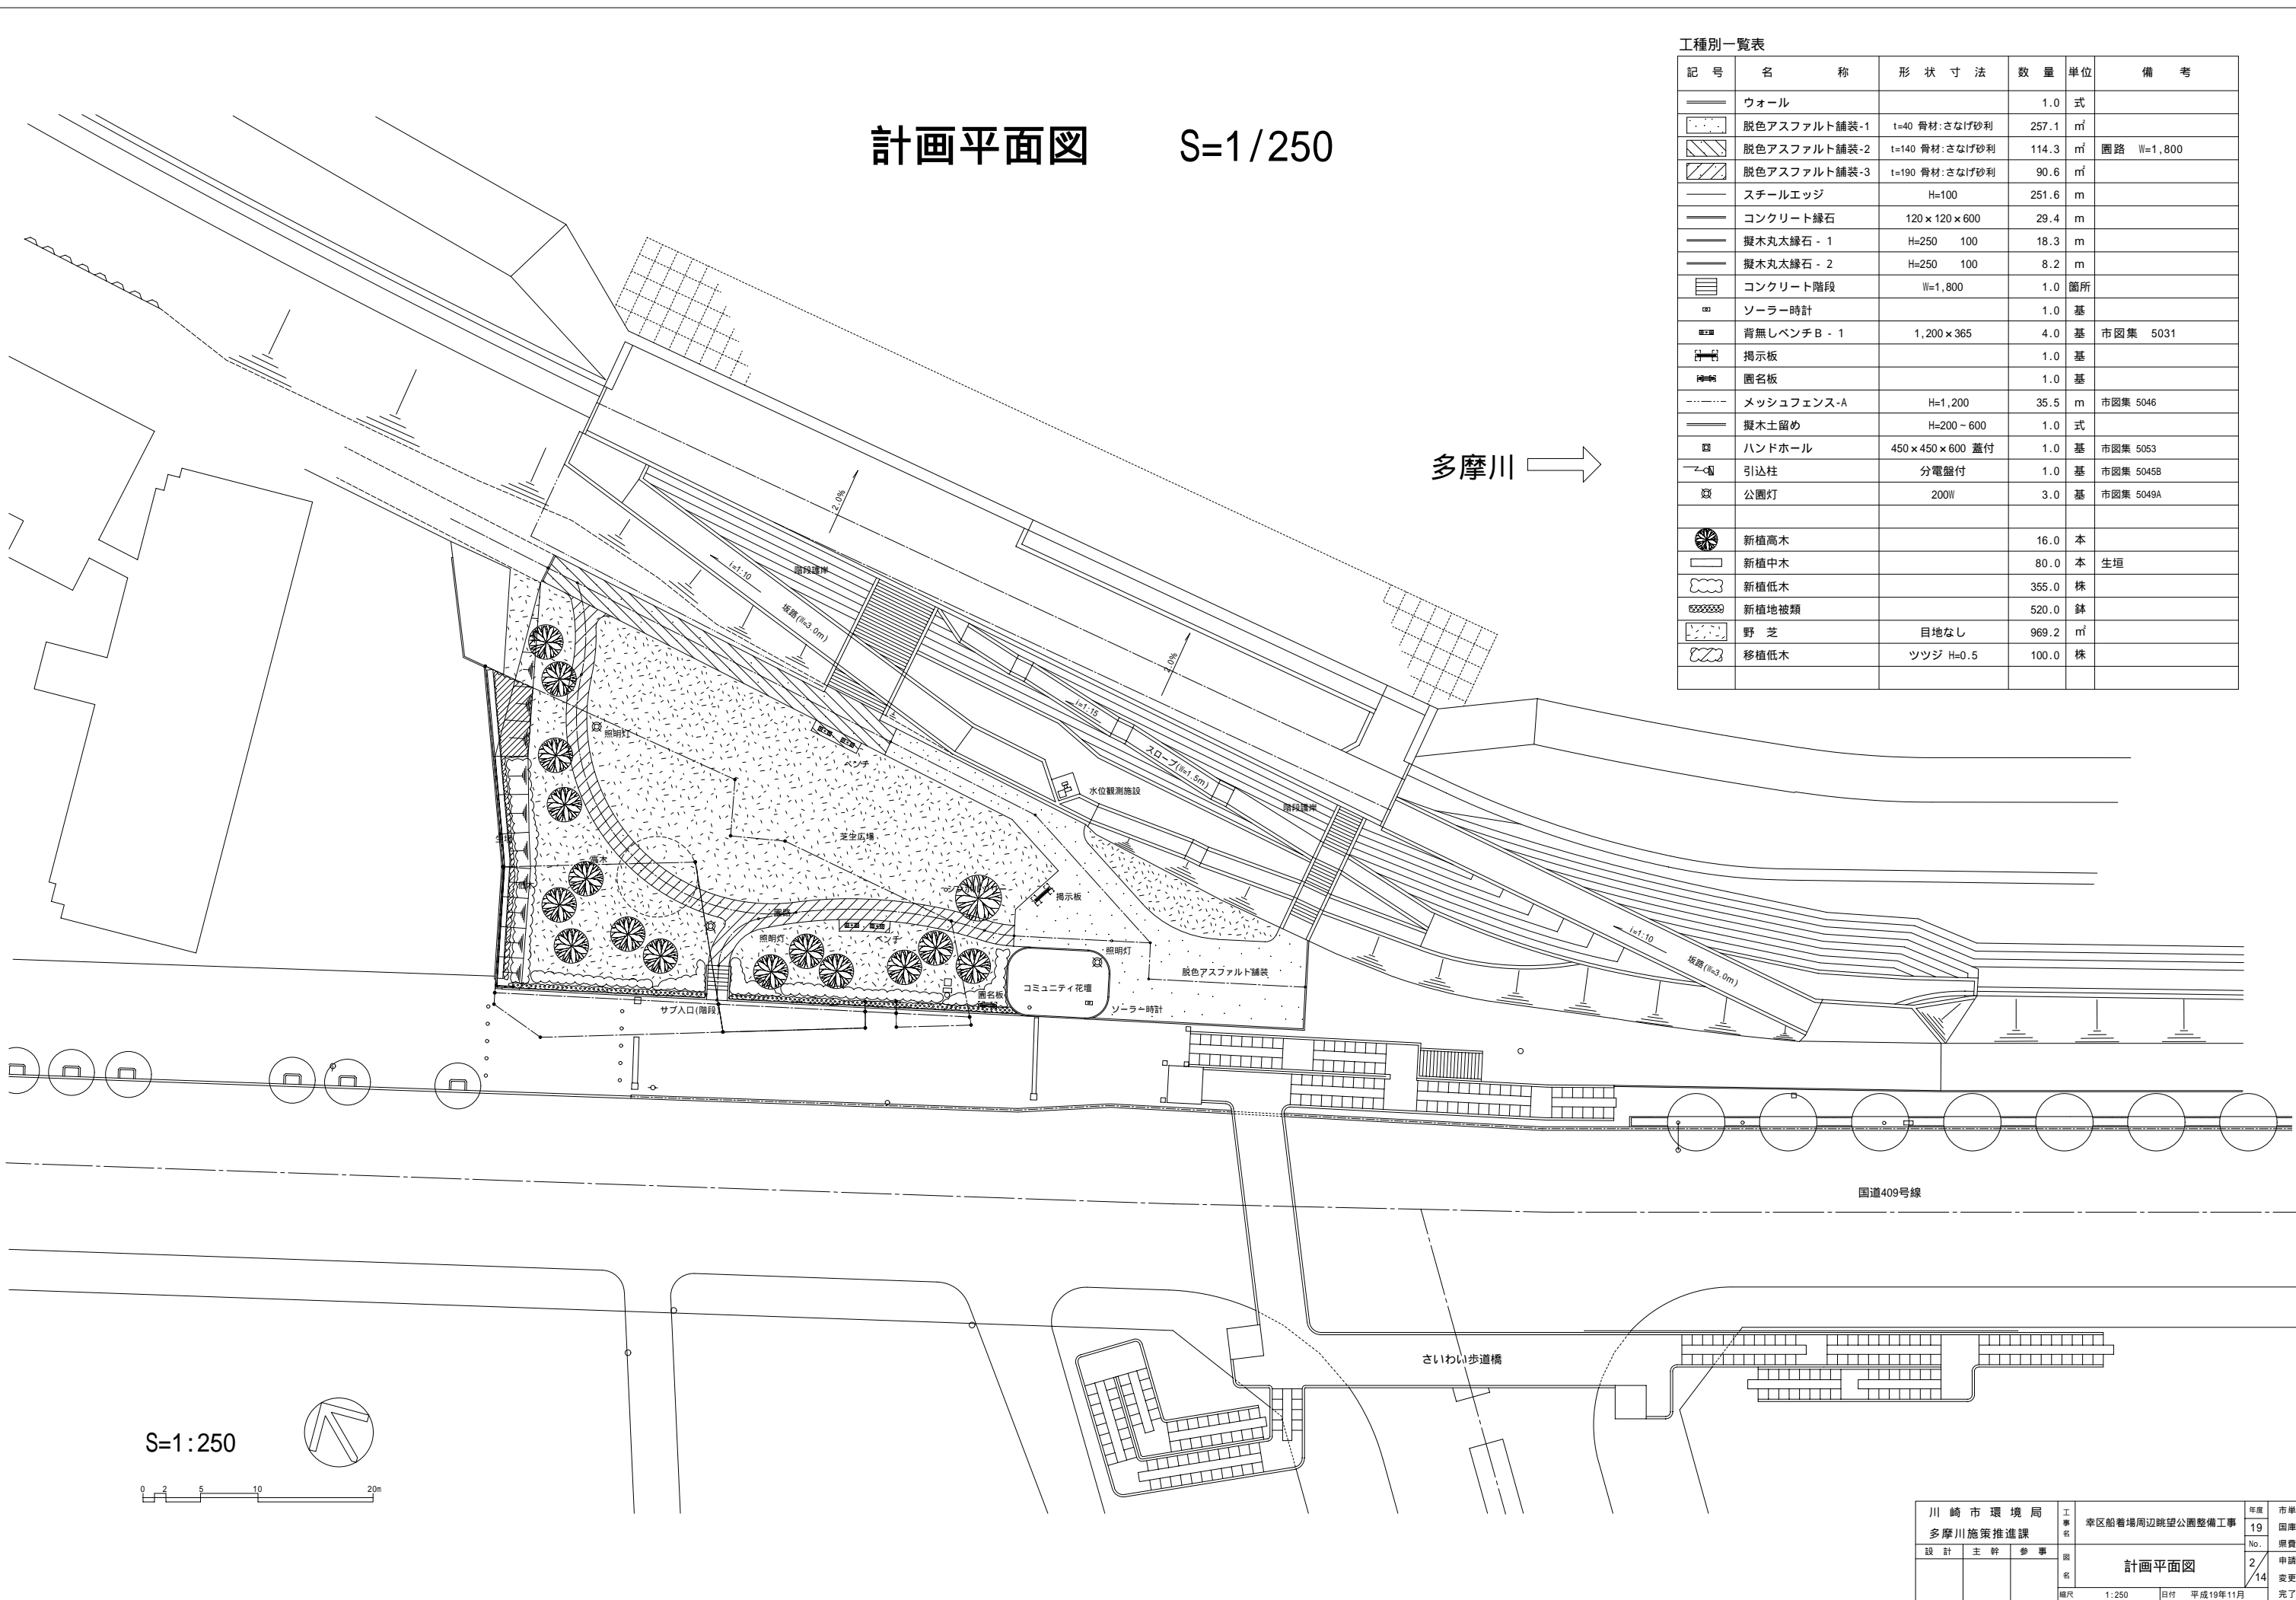 計画平面図 S=1/250
工種別一覧表
記 号 名 称 形 状 寸 法 数 量 単位 備 考
ウォール 1.0 式
脱色アスファルト舗装-1 t=40 骨材:さなげ砂利 257.1 ㎡
脱色アスファルト舗装-2 t=140 骨材:さなげ砂利 114.3 ㎡ 園路 W=1,800
脱色アスファルト舗装-3 t=190 骨材:さなげ砂利 90.6 ㎡
スチールエッジ H=100 251.6 m
コンクリート縁石 120×120×600 29.4 m
擬木丸太縁石 - 1 H=250 100 18.3 m
擬木丸太縁石 - 2 H=250 100 8.2 m
コンクリート階段 W=1,800 1.0 箇所
ソーラー時計 1.0 基
背無しベンチB - 1 1,200×365 4.0 基 市図集 5031
掲示板 1.0 基
園名板 1.0 基
メッシュフェンス-A H=1,200 35.5 m 市図集 5046
擬木土留め H=200~600 1.0 式
ハンドホール 450×450×600 蓋付 1.0 基 市図集 5053
引込柱 分電盤付 1.0 基 市図集 5045B
公園灯 200W 3.0 基 市図集 5049A
新植高木 16.0 本
新植中木 80.0 本 生垣
新植低木 355.0 株
新植地被類 520.0 鉢
野 芝 目地なし 969.2 ㎡
移植低木 ツツジ H=0.5 100.0 株
多摩川
2.0%
階段護岸
i=1:10
坂路(W=3.0m)
2.0%
i=1:15
スロープ(W=1.5m)
照明灯
ベンチ
水位観測施設
階段護岸
芝生広場
生垣
高木
低木
掲示板
園路
照明灯
ベンチ
照明灯
脱色アスファルト舗装
i=1:10
坂路(W=3.0m)
コミュニティ花壇
園名板
サブ入口(階段)
ソーラー時計
国道409号線
さいわい歩道橋
S=1:250
0 2 5 10 20m
川 崎 市 環 境 局
多摩川施策推進課
設 計 主 幹 参 事
工事名 幸区船着場周辺眺望公園整備工事
図名 計画平面図
縮尺 1:250 日付 平成19年11月
年度
19
No.
2/14
市単
国庫
県費
申請
変更
完了